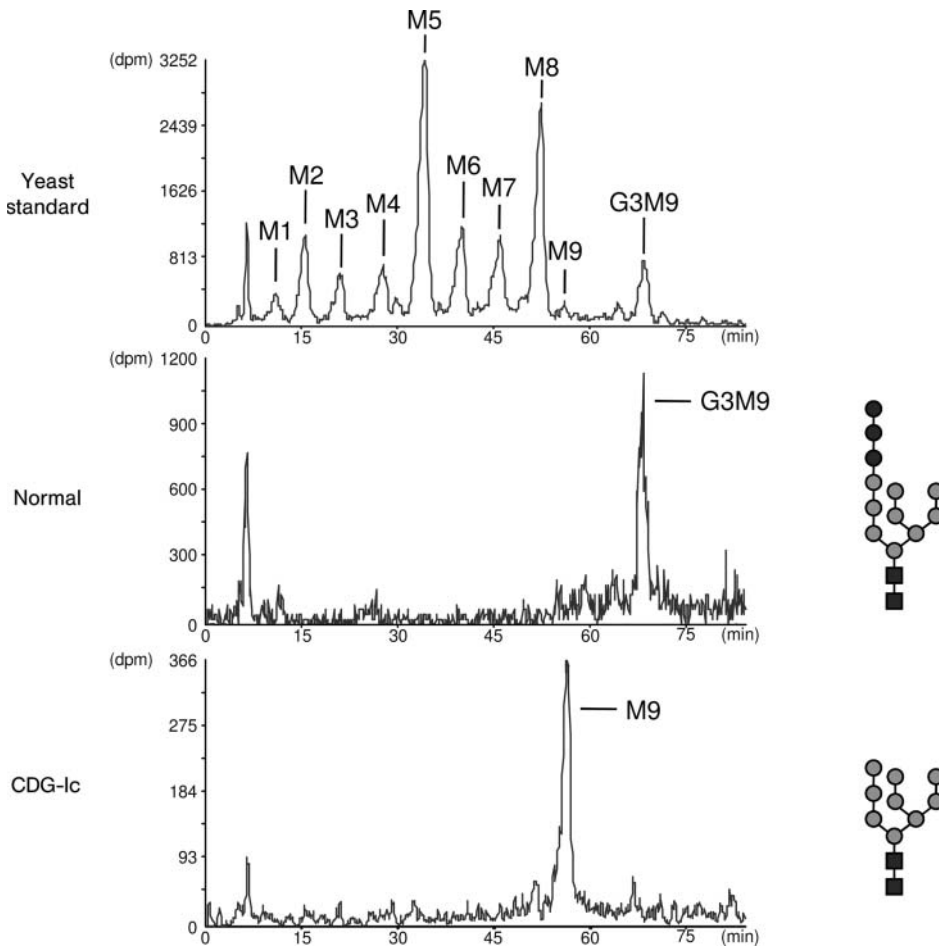 M5
(dpm)
3252
M8
2439
Yeast
standard
M2
M6
M7
1626
M1
M3
M4
G3M9
M9
813
0
0
15
30
45
60
75
(min)
(dpm)
1200
G3M9
900
Normal
600
300
0
0
15
30
45
60
75
(min)
(dpm)
366
M9
275
CDG-Ic
184
93
0
0
15
30
45
60
75
(min)